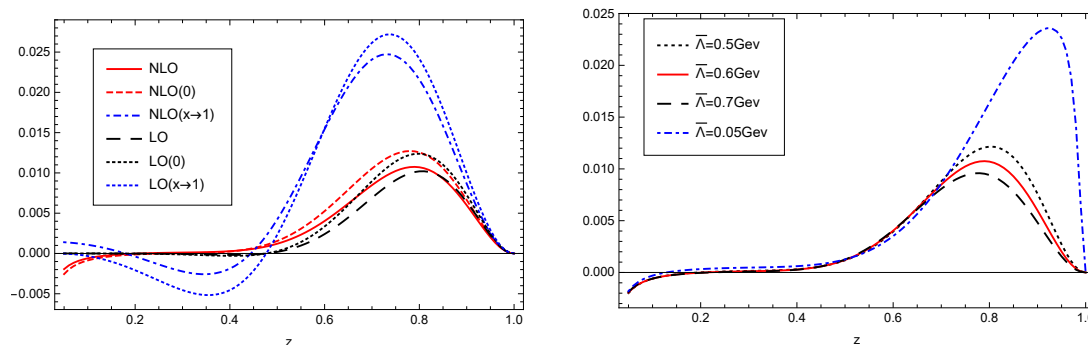 0.025
0.020
0.015
0.010
0.005
0.000
−0.005
NLO
NLO(0)
NLO(x→1)
LO
LO(0)
LO(x→1)
0.2 0.4 0.6 0.8 1.0
z
0.025
0.020
0.015
0.010
0.005
0.000
Λ̅=0.5Gev
Λ̅=0.6Gev
Λ̅=0.7Gev
Λ̅=0.05Gev
0.2 0.4 0.6 0.8 1.0
z